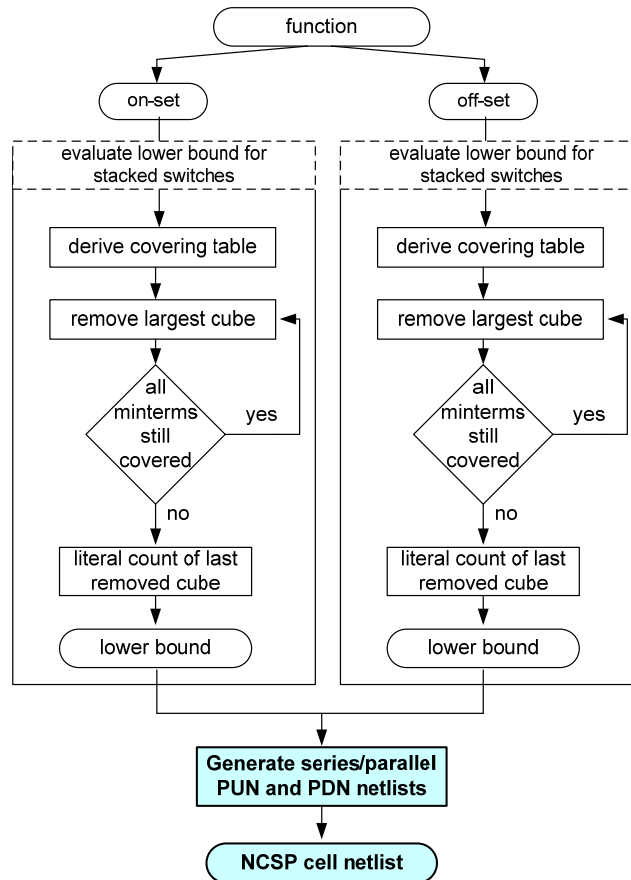 function
on-set
evaluate lower bound for
stacked switches
derive covering table
remove largest cube
all
minterms
still
covered
yes
no
literal count of last
removed cube
lower bound
off-set
evaluate lower bound for
stacked switches
derive covering table
remove largest cube
all
minterms
still
covered
yes
no
literal count of last
removed cube
lower bound
Generate series/parallel
PUN and PDN netlists
NCSP cell netlist